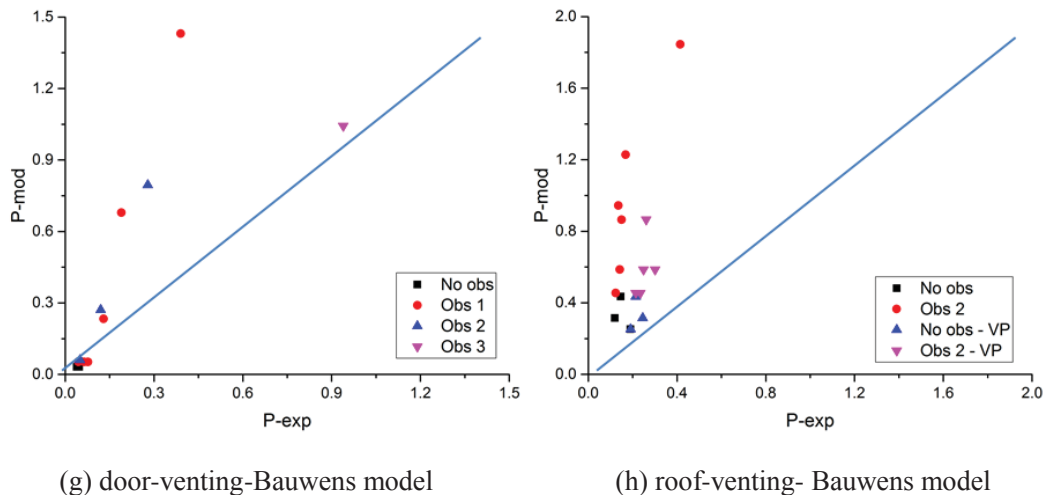 1.5
1.2
0.9
0.6
0.3
0.0
P-mod
0.0 0.3 0.6 0.9 1.2 1.5
P-exp
No obs
Obs 1
Obs 2
Obs 3
(g) door-venting-Bauwens model
2.0
1.6
1.2
0.8
0.4
0.0
P-mod
0.0 0.4 0.8 1.2 1.6 2.0
P-exp
No obs
Obs 2
No obs - VP
Obs 2 - VP
(h) roof-venting- Bauwens model